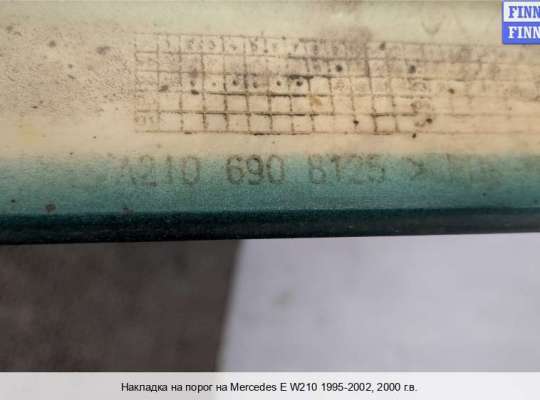 FINN
FINN
A210 690 8125 >
Накладка на порог на Mercedes E W210 1995-2002, 2000 г.в.